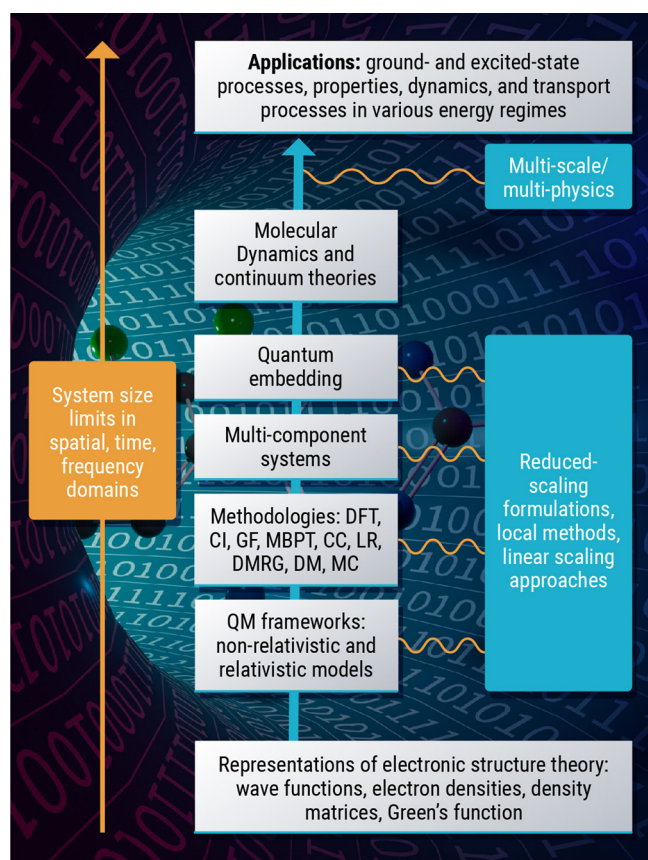 Applications: ground- and excited-state
processes, properties, dynamics, and transport
processes in various energy regimes
Multi-scale/
multi-physics
Molecular
Dynamics and
continuum theories
Quantum
embedding
System size
limits in
spatial, time,
frequency
domains
Multi-component
systems
Reduced-
scaling
formulations,
local methods,
linear scaling
approaches
Methodologies: DFT,
CI, GF, MBPT, CC, LR,
DMRG, DM, MC
QM frameworks:
non-relativistic and
relativistic models
Representations of electronic structure theory:
wave functions, electron densities, density
matrices, Green's function